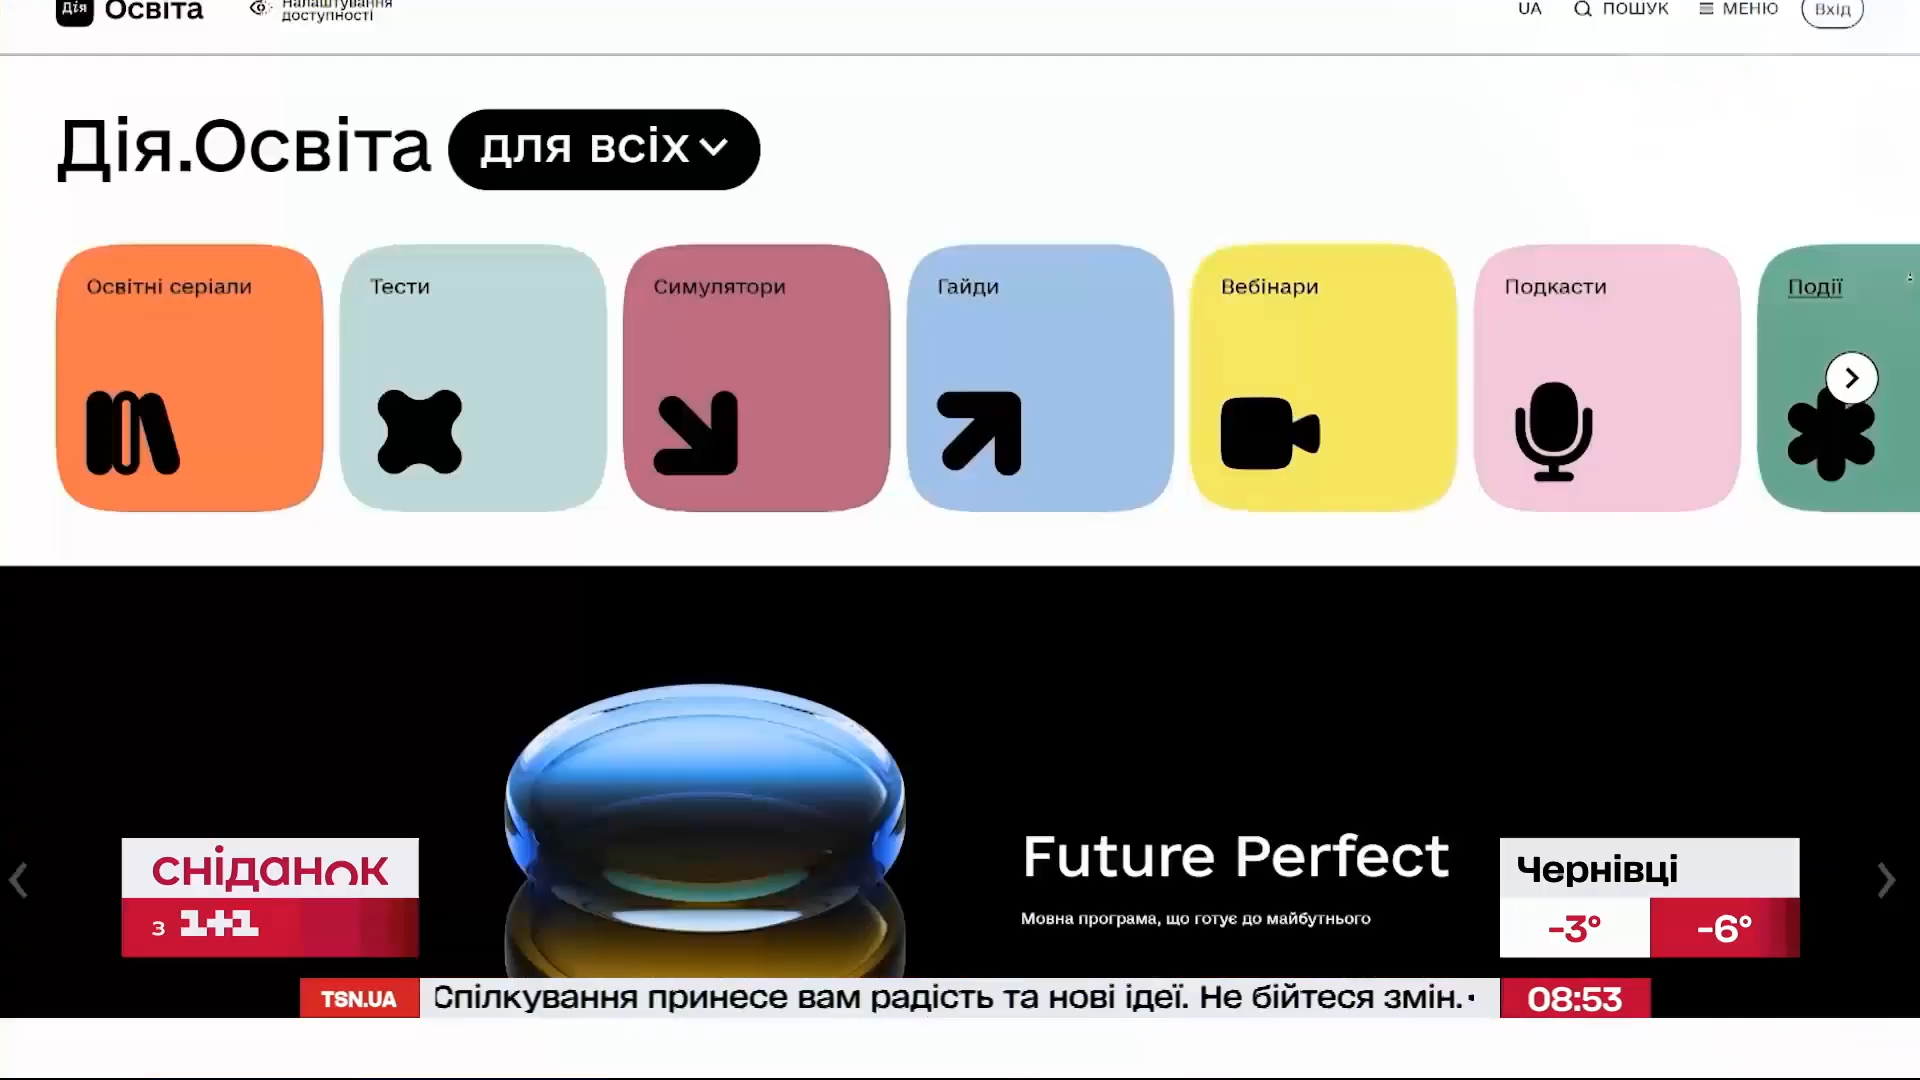 Дія Освіта
Налаштування
доступності
UA ПОШУК МЕНЮ Вхід
Дія.Освіта для всіх
Освітні серіали
Тести
Симулятори
Гайди
Вебінари
Подкасти
Події
Future Perfect
Мовна програма, що готує до майбутнього
сніданок
з 1+1
Чернівці
-3° -6°
TSN.UA Спілкування принесе вам радість та нові ідеї. Не бійтеся змін.·
08:53